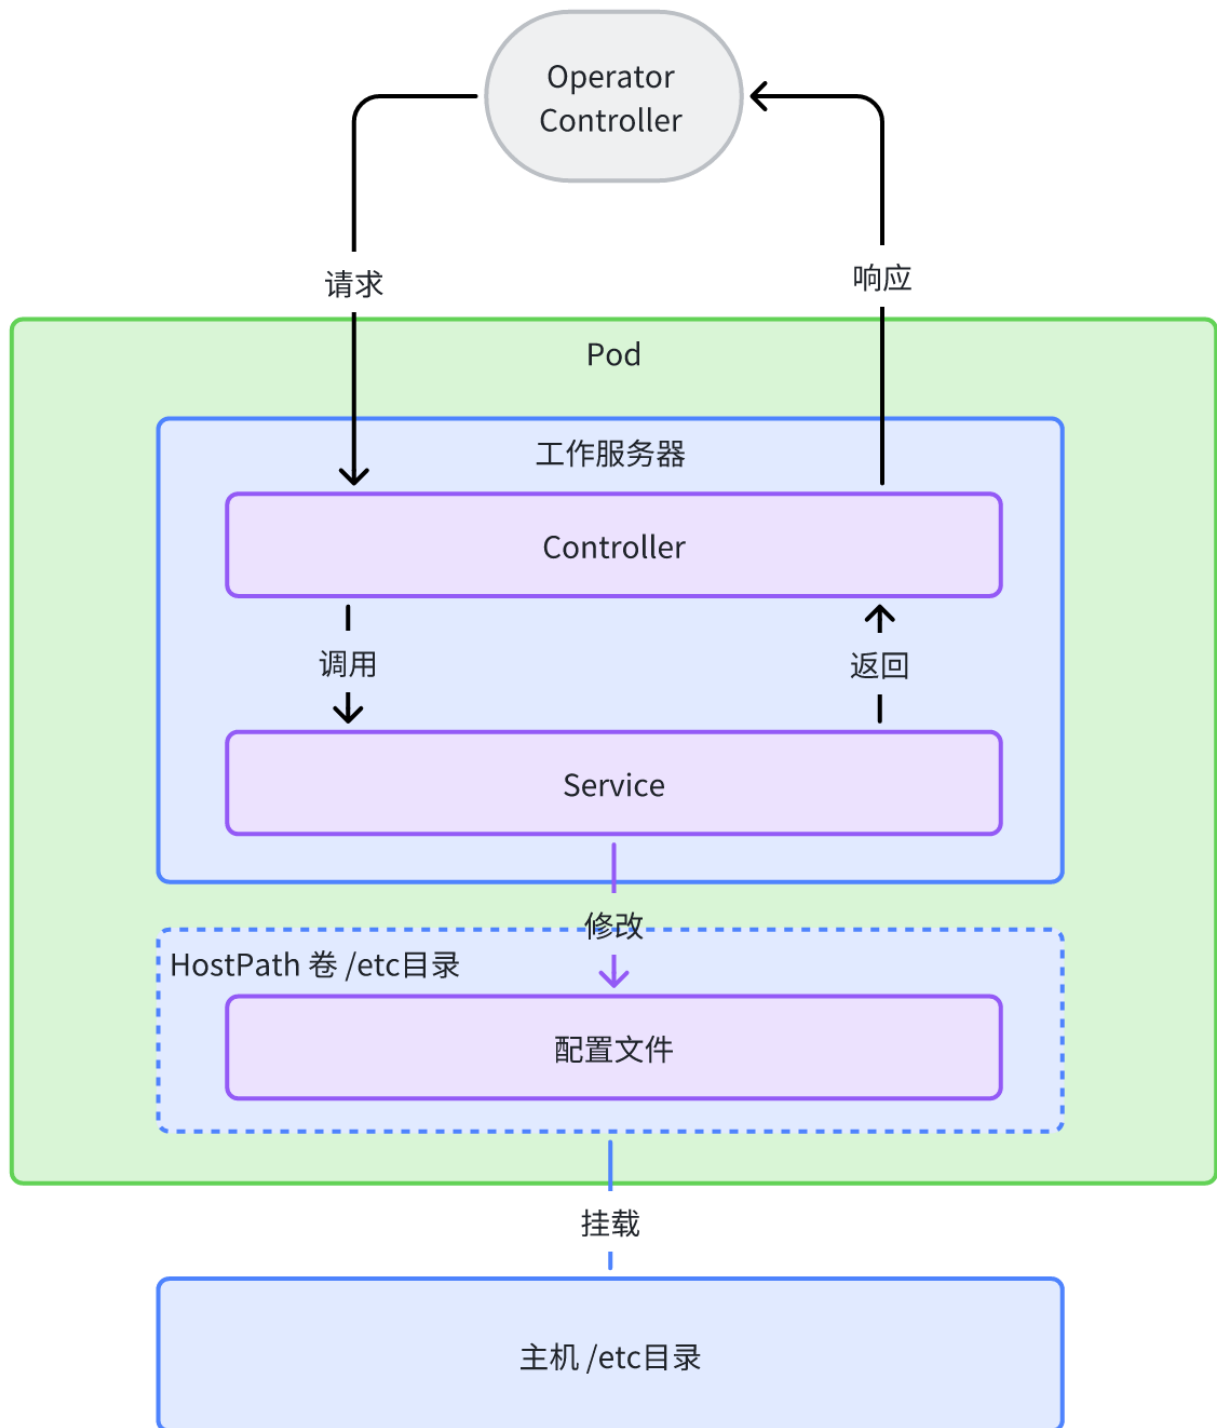 Operator
Controller
请求
响应
Pod
工作服务器
Controller
调用
返回
Service
修改
HostPath 卷 /etc目录
配置文件
挂载
主机 /etc目录